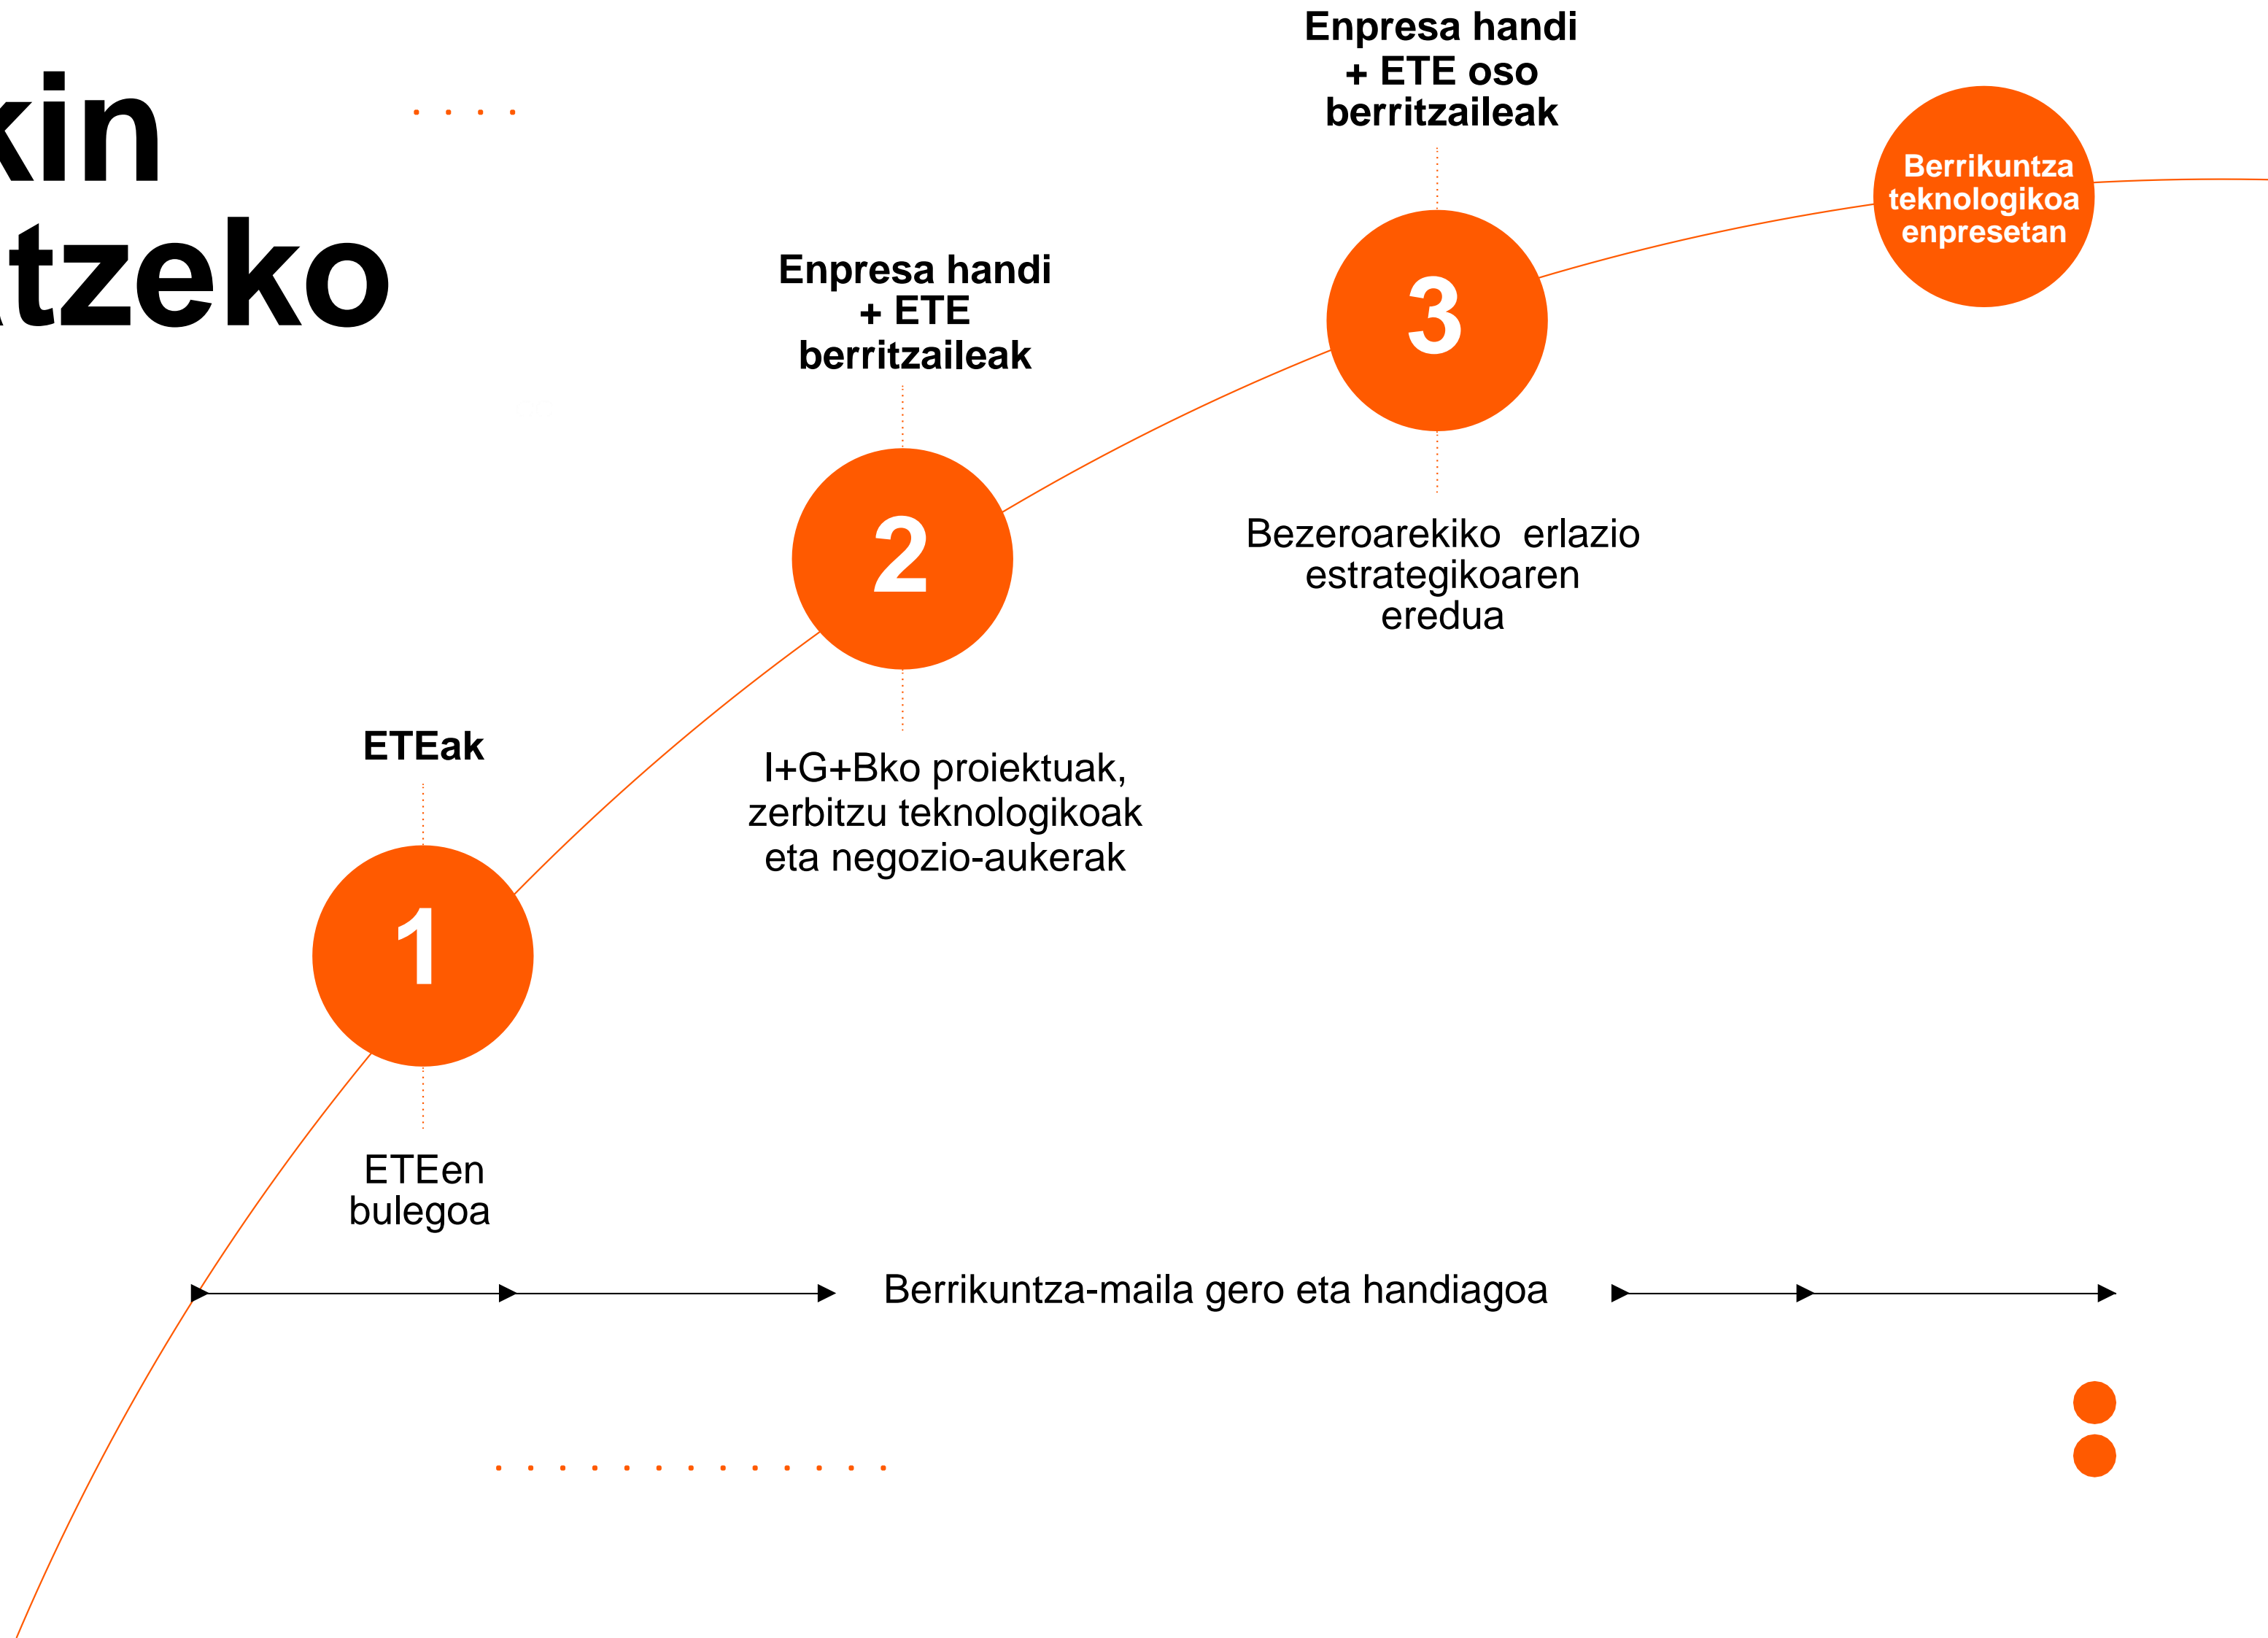 kin
tzeko
Enpresa handi
+ ETE oso
berritzaileak
Berrikuntza
teknologikoa
enpresetan
Enpresa handi
+ ETE
berritzaileak
3
2
Bezeroarekiko erlazio
estrategikoaren
eredua
ETEak
I+G+Bko proiektuak,
zerbitzu teknologikoak
eta negozio-aukerak
1
ETEen
bulegoa
Berrikuntza-maila gero eta handiagoa